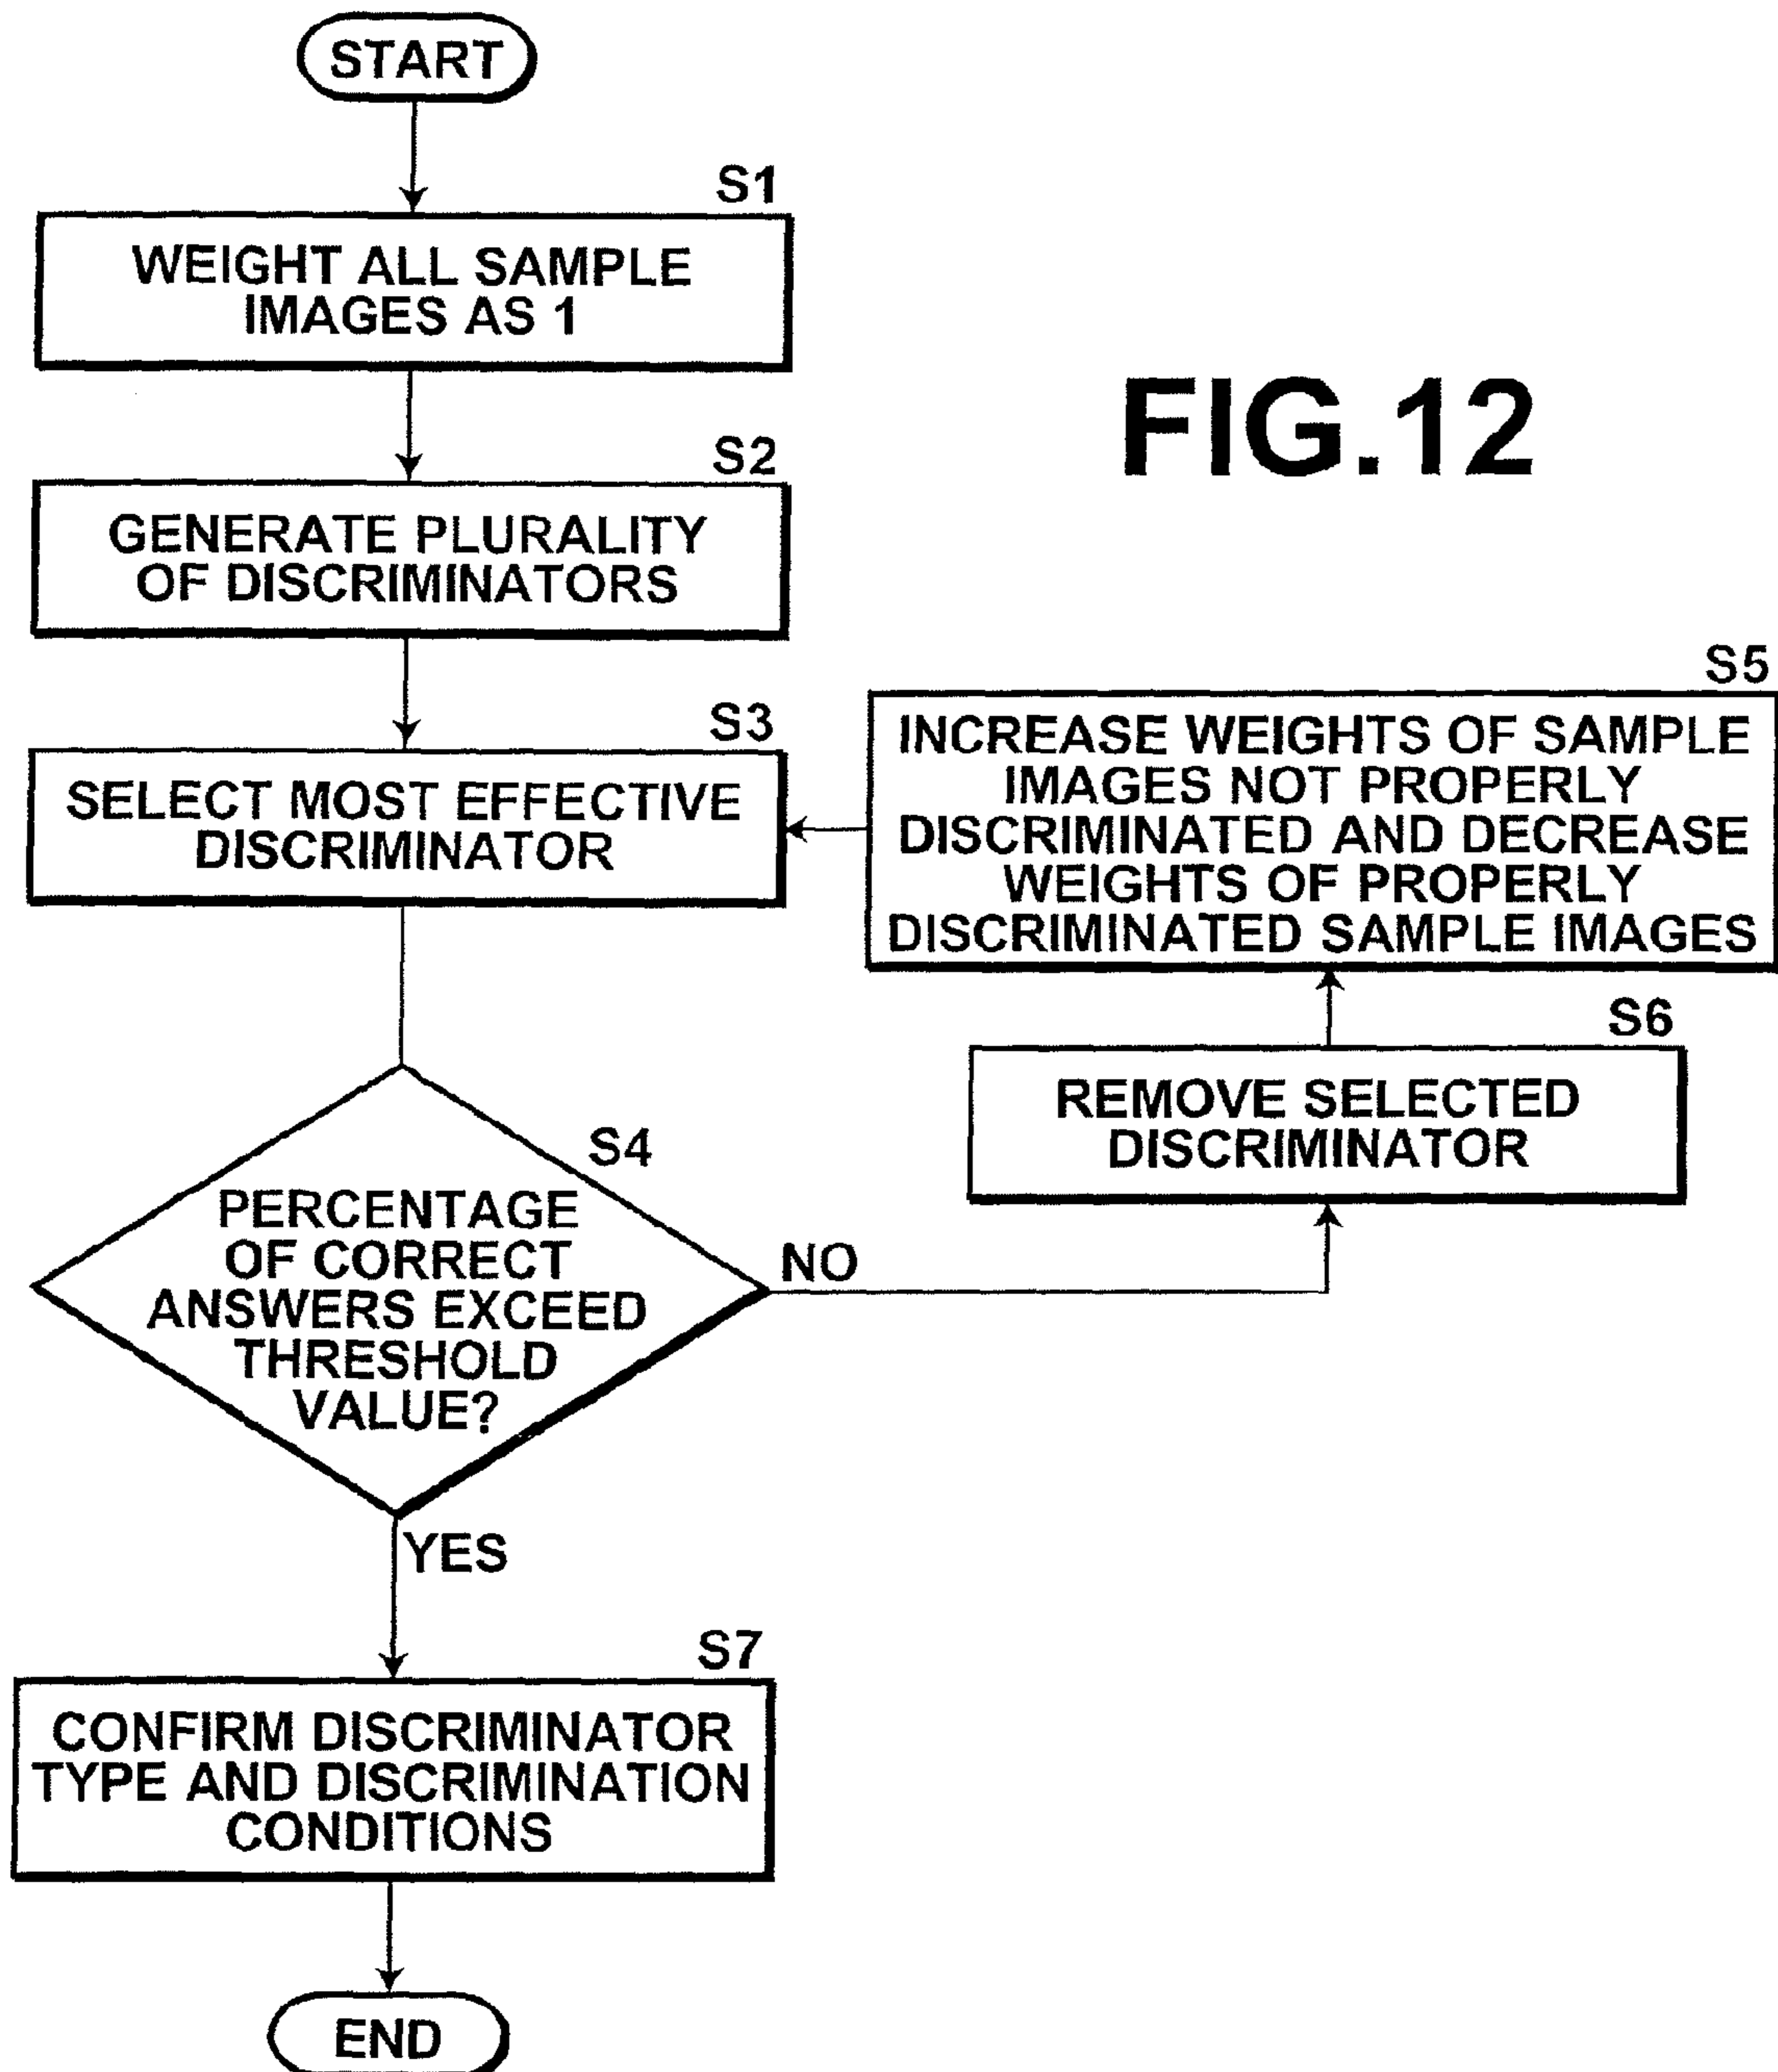 START
S1
WEIGHT ALL SAMPLE
IMAGES AS 1
FIG.12
S2
GENERATE PLURALITY
OF DISCRIMINATORS
S3
SELECT MOST EFFECTIVE
DISCRIMINATOR
S5
INCREASE WEIGHTS OF SAMPLE
IMAGES NOT PROPERLY
DISCRIMINATED AND DECREASE
WEIGHTS OF PROPERLY
DISCRIMINATED SAMPLE IMAGES
S6
REMOVE SELECTED
DISCRIMINATOR
S4
PERCENTAGE
OF CORRECT
ANSWERS EXCEED
THRESHOLD
VALUE?
NO
YES
S7
CONFIRM DISCRIMINATOR
TYPE AND DISCRIMINATION
CONDITIONS
END